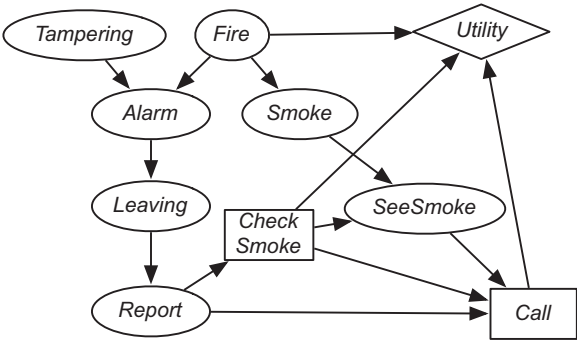 Tampering
Fire
Utility
Alarm
Smoke
Leaving
Check
Smoke
SeeSmoke
Report
Call